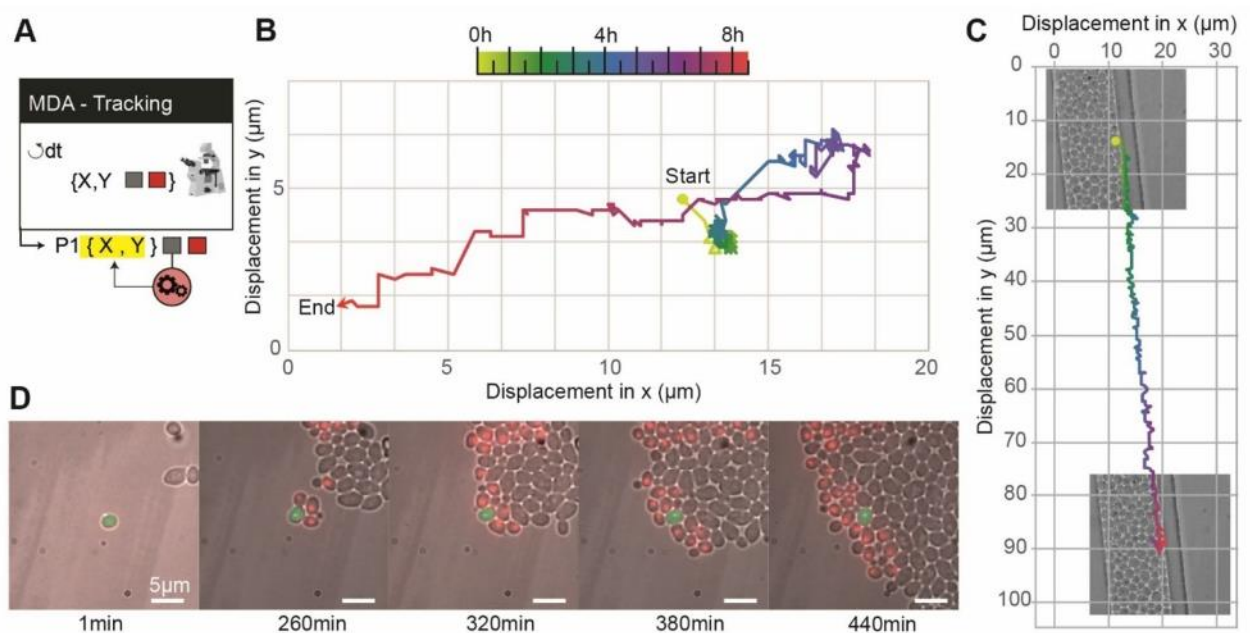 A
MDA - Tracking
dt
{X,Y }
P1 { X , Y }
B
0h 4h 8h
Displacement in y (µm)
5
0
Start
End
0 5 10 15 20
Displacement in x (µm)
C
Displacement in x (µm)
0 10 20 30
Displacement in y (µm)
0
10
20
30
40
50
60
70
80
90
100
D
5µm
1min 260min 320min 380min 440min